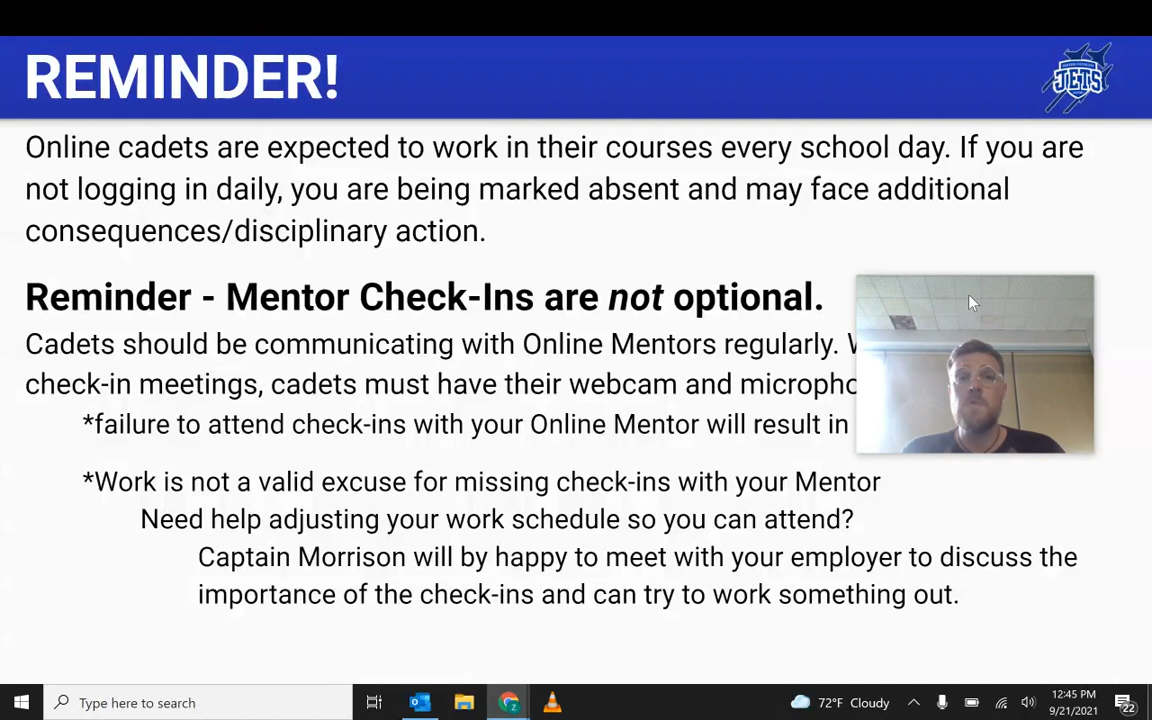 REMINDER!
JETS
Online cadets are expected to work in their courses every school day. If you are
not logging in daily, you are being marked absent and may face additional
consequences/disciplinary action.
Reminder - Mentor Check-Ins are not optional.
Cadets should be communicating with Online Mentors regularly.
check-in meetings, cadets must have their webcam and
*failure to attend check-ins with your Online Mentor will result in
*Work is not a valid excuse for missing check-ins with your Mentor
Need help adjusting your work schedule so you can attend?
Captain Morrison will by happy to meet with your employer to discuss the
importance of the check-ins and can try to work something out.
Type here to search
72°F Cloudy
12:45 PM
9/21/2021
22